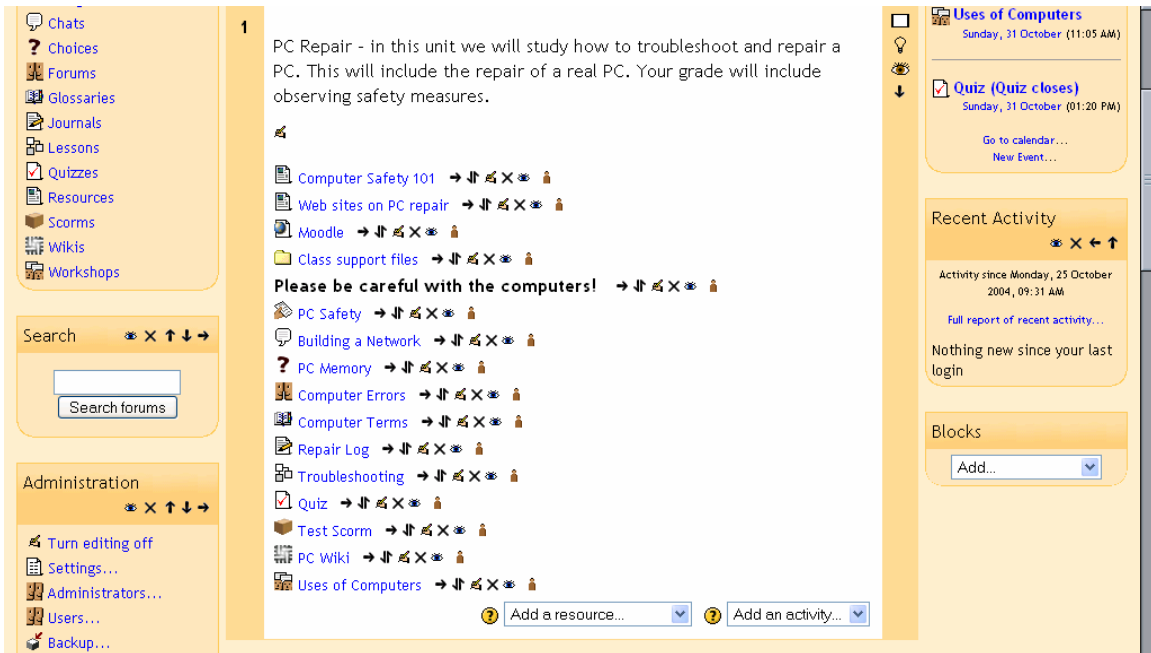 Chats
Choices
Forums
Glossaries
Journals
Lessons
Quizzes
Resources
Scorms
Wikis
Workshops
Search
Search forums
Administration
Turn editing off
Settings...
Administrators...
Users...
Backup...
1
PC Repair - in this unit we will study how to troubleshoot and repair a
PC. This will include the repair of a real PC. Your grade will include
observing safety measures.
Computer Safety 101
Web sites on PC repair
Moodle
Class support files
Please be careful with the computers!
PC Safety
Building a Network
PC Memory
Computer Errors
Computer Terms
Repair Log
Troubleshooting
Quiz
Test Scorm
PC Wiki
Uses of Computers
Add a resource...
Add an activity...
Uses of Computers
Sunday, 31 October (11:05 AM)
Quiz (Quiz closes)
Sunday, 31 October (01:20 PM)
Go to calendar...
New Event...
Recent Activity
Activity since Monday, 25 October
2004, 09:31 AM
Full report of recent activity...
Nothing new since your last
login
Blocks
Add...